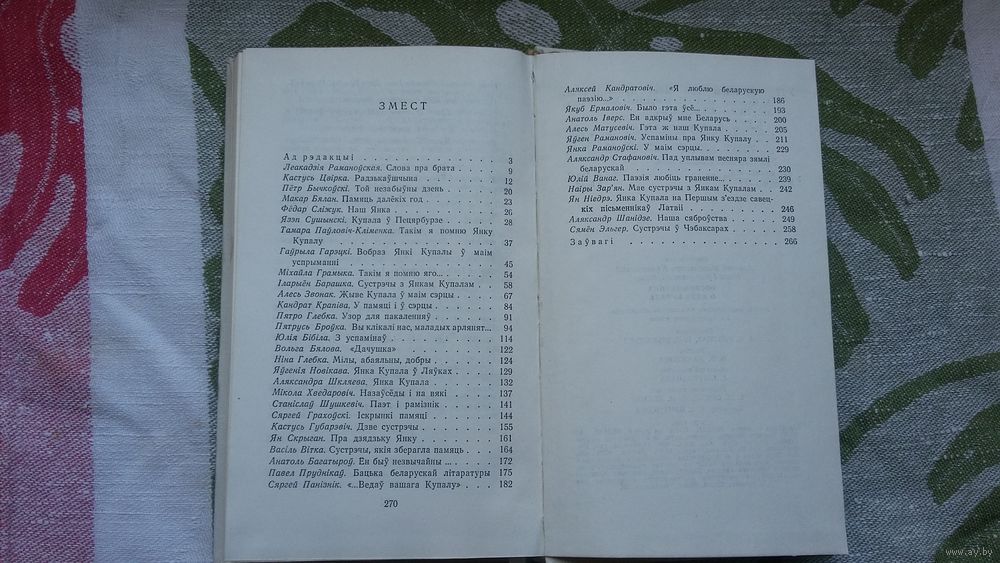 ЗМЕСТ
Ад рэдакцыі . . . . . . . . . . . 3
Леакадзія Раманоўская. Слова пра брата . . . 9
Кастусь Цвірка. Радзькаўшчына . . . . . . 12
Пётр Бычкоўскі. Той незабыўны дзень . . . . 20
Макар Бялан. Памяць далёкіх год . . . . . 23
Фёдар Сліжук. Наш Янка . . . . . . . . 26
Язэп Сушынскі. Купала ў Пецярбурзе . . . . 28
Тамара Паўловіч-Кліменка. Такім я помню Янку
Купалу . . . . . . . . . . . . 37
Гаўрыла Гарэцкі. Вобраз Янкі Купалы ў маім
успрыманні . . . . . . . . . . 45
Міхайла Грамыка. Такім я помню яго... . . . . 54
Іларыён Барашка. Сустрэчы з Янкам Купалам . . 58
Алесь Звонак. Жыве Купала ў маім сэрцы . . . 67
Кандрат Крапіва. У памяці і ў сэрцы . . . . . 84
Пятро Глебка. Узор для пакаленняў . . . . . 91
Пятрусь Броўка. Вы клікалі нас, маладых арлянят... 94
Юлія Бібіла. З успамінаў . . . . . . . . 114
Вольга Бялова. «Дачушка» . . . . . . . . 122
Ніна Глебка. Мілы, абаяльны, добры . . . . . 124
Яўгенія Новікава. Янка Купала ў Ляўках . . . 129
Аляксандра Шкляева. Янка Купала . . . . . 132
Мікола Хведаровіч. Назаўсёды і на вякі . . . . 137
Станіслаў Шушкевіч. Паэт і рамізнік . . . . . 141
Сяргей Грахоўскі. Іскрынкі памяці . . . . . 144
Кастусь Губарэвіч. Дзве сустрэчы . . . . . . 155
Ян Скрыган. Пра дзядзьку Янку . . . . . . 161
Васіль Вітка. Сустрэчы, якія зберагла памяць . . 164
Анатоль Багатыроў. Ён быў незвычайны ... . . . 172
Павел Пруднікаў. Бацька беларускай літаратуры 175
Сяргей Панізнік. «...Ведаў вашага Купалу» . . . 182
270
Аляксей Кандратовіч. «Я люблю беларускую
паэзію...» . . . . . . . . . . . 186
Якуб Ермаловіч. Было гэта ўсё... . . . . . . 193
Анатоль Іверс. Ён адкрыў мне Беларусь . . . . 200
Алесь Матусевіч. Гэта ж наш Купала . . . . . 205
Яўген Рамановіч. Успаміны пра Янку Купалу . . 211
Янка Рамановскі. У маім сэрцы. . . . . . . 229
Аляксандр Стафановіч. Пад уплывам песняра зямлі
беларускай . . . . . . . . . . 230
Юлій Ванаг. Паэзія любіць граненне... . . . . 239
Наіры Зар'ян. Мае сустрэчы з Янкам Купалам . . 242
Ян Ніедрэ. Янка Купала на Першым з'ездзе савец-
кіх пісьменнікаў Латвіі . . . . . . . 246
Аляксандр Шанідзе. Наша сяброўства . . . . 249
Сямён Эльгер. Сустрэчы ў Чэбаксарах . . . . 258
Заўвагі . . . . . . . . . . . . 266
www.ay.by